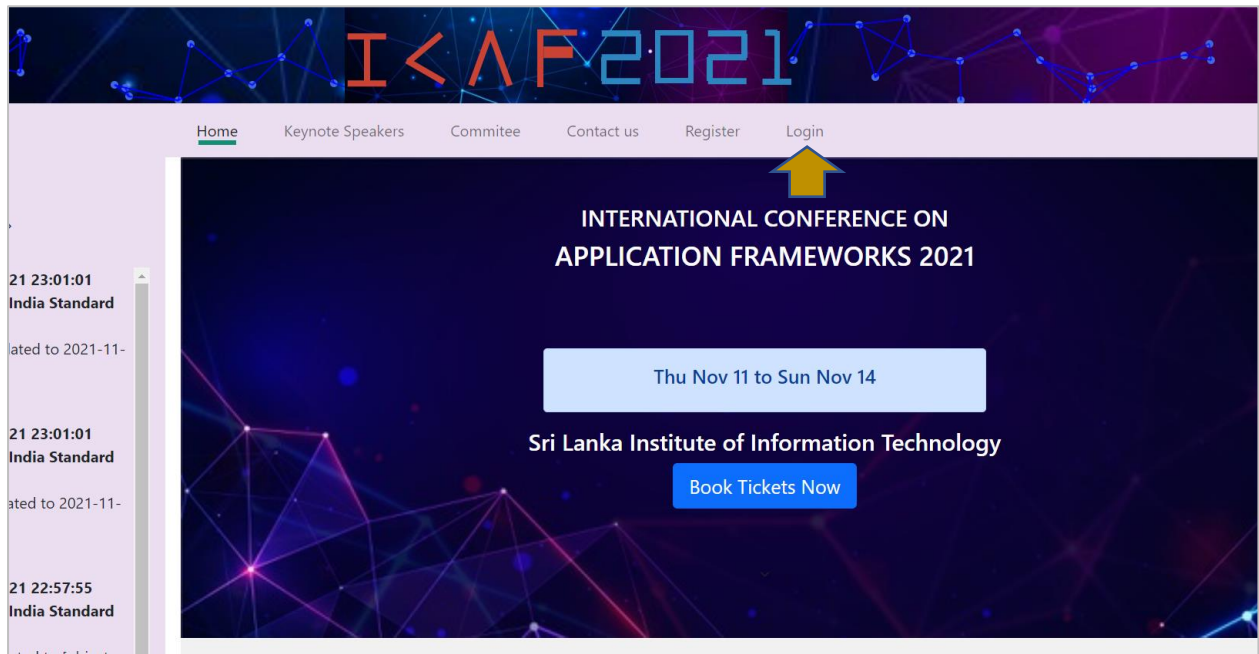 ICAF2021
Home Keynote Speakers Commitee Contact us Register Login
21 23:01:01
India Standard
to 2021-11-
21 23:01:01
India Standard
to 2021-11-
21 22:57:55
India Standard
INTERNATIONAL CONFERENCE ON
APPLICATION FRAMEWORKS 2021
Thu Nov 11 to Sun Nov 14
Sri Lanka Institute of Information Technology
Book Tickets Now